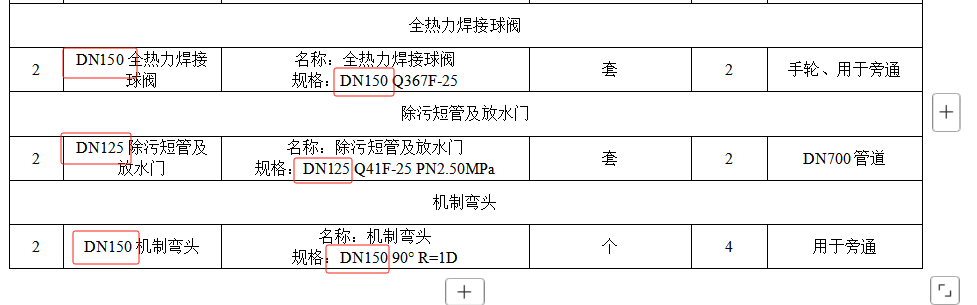 全热力焊接球阀
2 DN150 全热力焊接球阀 名称：全热力焊接球阀 规格：DN150 Q367F-25 套 2 手轮、用于旁通
除污短管及放水门
2 DN125 除污短管及放水门 名称：除污短管及放水门 规格：DN125 Q41F-25 PN2.50MPa 套 2 DN700 管道
机制弯头
2 DN150 机制弯头 名称：机制弯头 规格：DN150 90° R=1D 个 4 用于旁通